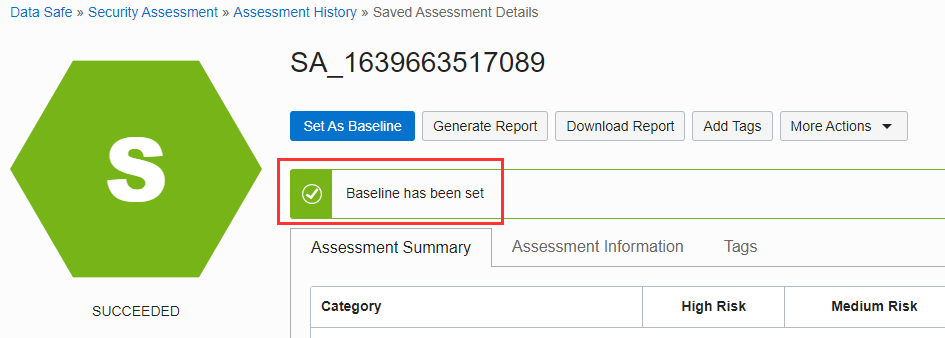 Data Safe » Security Assessment » Assessment History » Saved Assessment Details
S
SUCCEEDED
SA_1639663517089
Set As Baseline Generate Report Download Report Add Tags More Actions
Baseline has been set
Assessment Summary Assessment Information Tags
Category High Risk Medium Risk